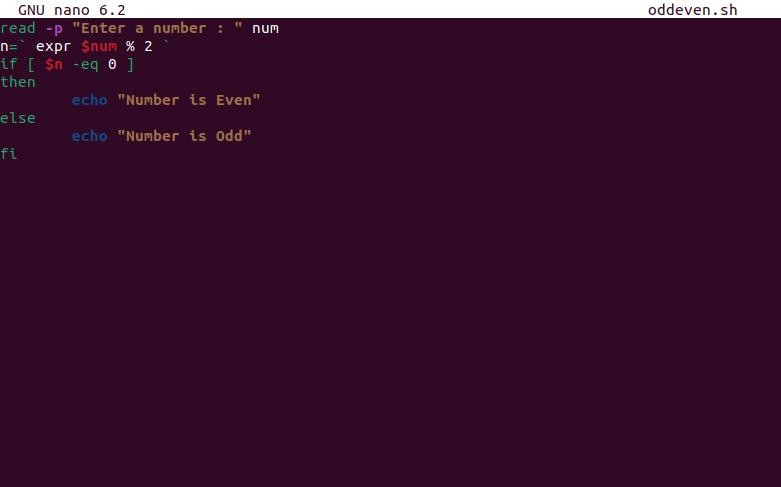 GNU nano 6.2 oddeven.sh
read -p "Enter a number : " num
n=` expr $num % 2 `
if [ $n -eq 0 ]
then
        echo "Number is Even"
else
        echo "Number is Odd"
fi